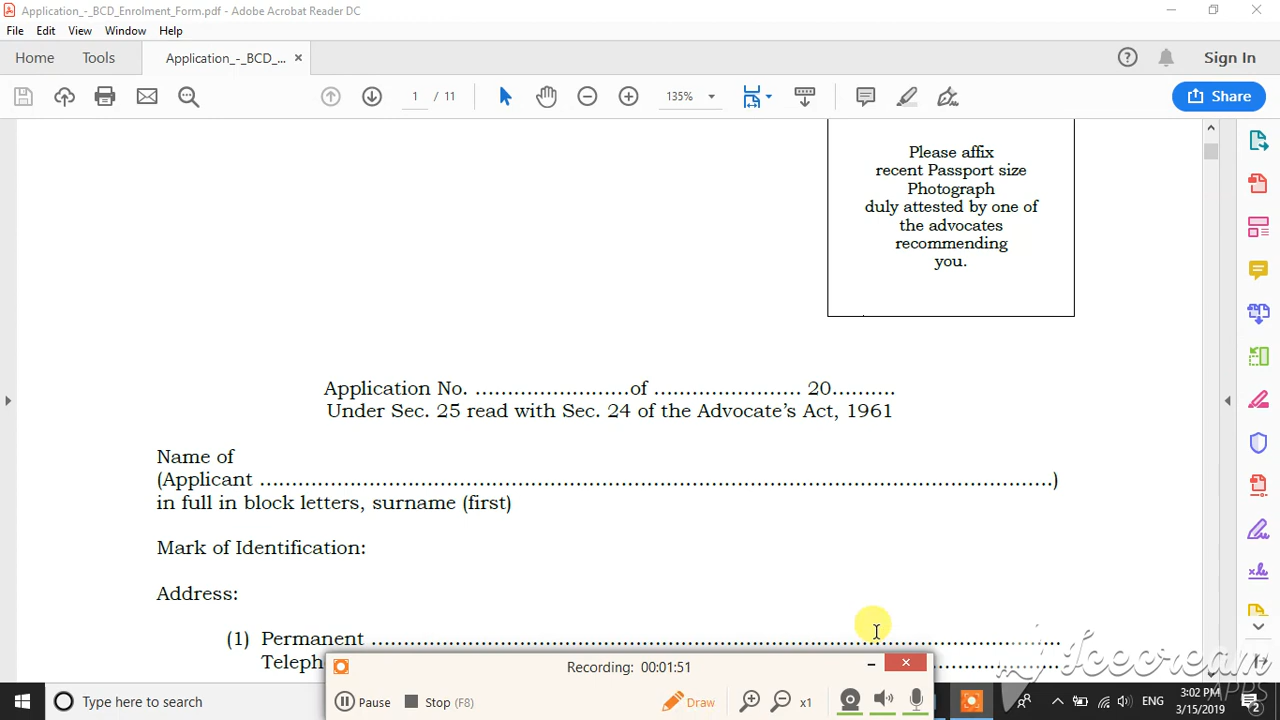 Application_-_BCD_Enrolment_Form.pdf - Adobe Acrobat Reader DC
File Edit View Window Help
Home Tools Application_-_BCD_... × Sign In
1 / 11 135% Share
Please affix
recent Passport size
Photograph
duly attested by one of
the advocates
recommending
you.
Application No. ........................of ....................... 20..........
Under Sec. 25 read with Sec. 24 of the Advocate's Act, 1961
Name of
(Applicant ............................................................................................................................)
in full in block letters, surname (first)
Mark of Identification:
Address:
(1) Permanent ...........................................................................................................
Teleph
Recording: 00:01:51
Pause Stop (F8) Draw x1
Icecream
APPS
Type here to search
ENG
3:02 PM
3/15/2019
2